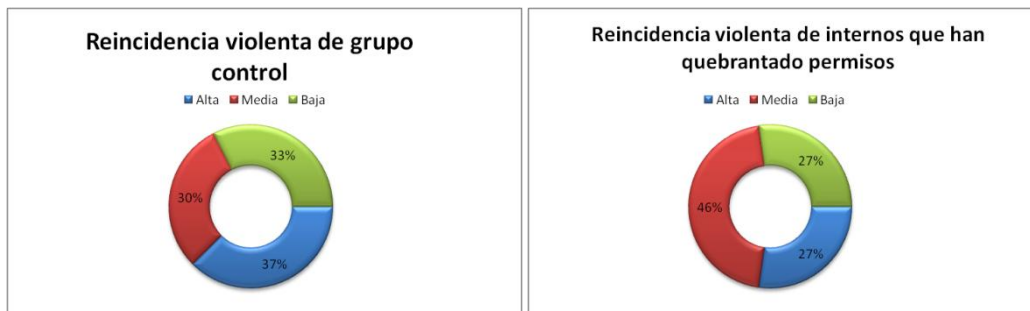 Reincidencia violenta de grupo
control
Alta Media Baja
33%
30%
37%
Reincidencia violenta de internos que han
quebrantado permisos
Alta Media Baja
27%
46%
27%